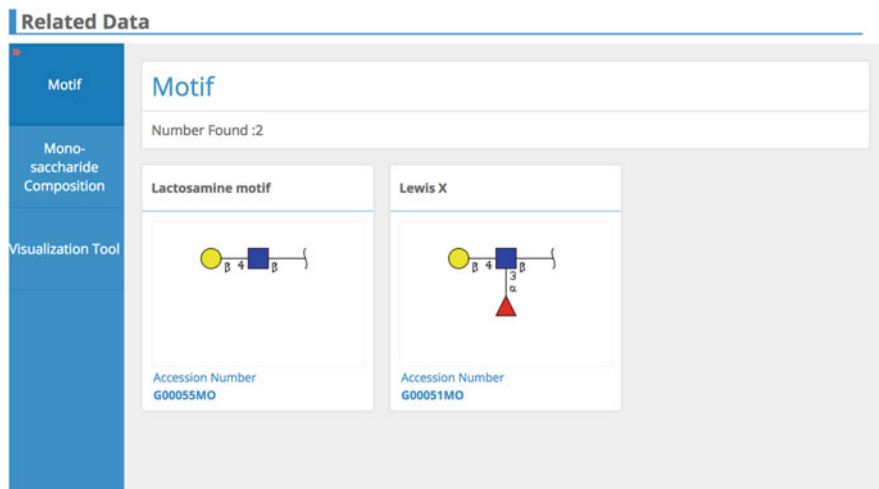 Related Data
»
Motif
Mono-
saccharide
Composition
Visualization Tool
Motif
Number Found :2
Lactosamine motif
β 4 β
Accession Number
G00055MO
Lewis X
β 4 β
3
α
Accession Number
G00051MO